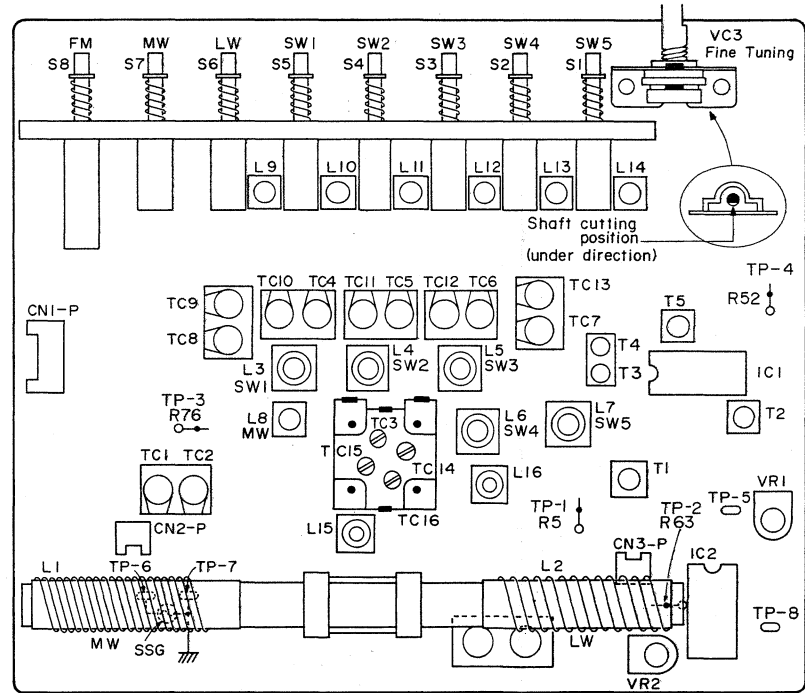 FM MW LW SW1 SW2 SW3 SW4 SW5
S8 S7 S6 S5 S4 S3 S2 S1
VC3
Fine Tuning
L9 L10 L11 L12 L13 L14
Shaft cutting
position
(under direction)
TP-4
R52
CN1-P
TC9
TC8
TC10 TC4 TC11 TC5 TC12 TC6
TC13
TC7
T5
T4
T3
IC1
L3
SW1
L4
SW2
L5
SW3
TP-3
R76
L8
MW
TC3
TC15
TC14
TC16
L6
SW4
L7
SW5
T2
TC1 TC2
L16
T1
VR1
TP-5
TP-1
R5
TP-2
R63
CN2-P
L15
CN3-P
IC2
L1
TP-6
TP-7
L2
MW
SSG
LW
TP-8
VR2